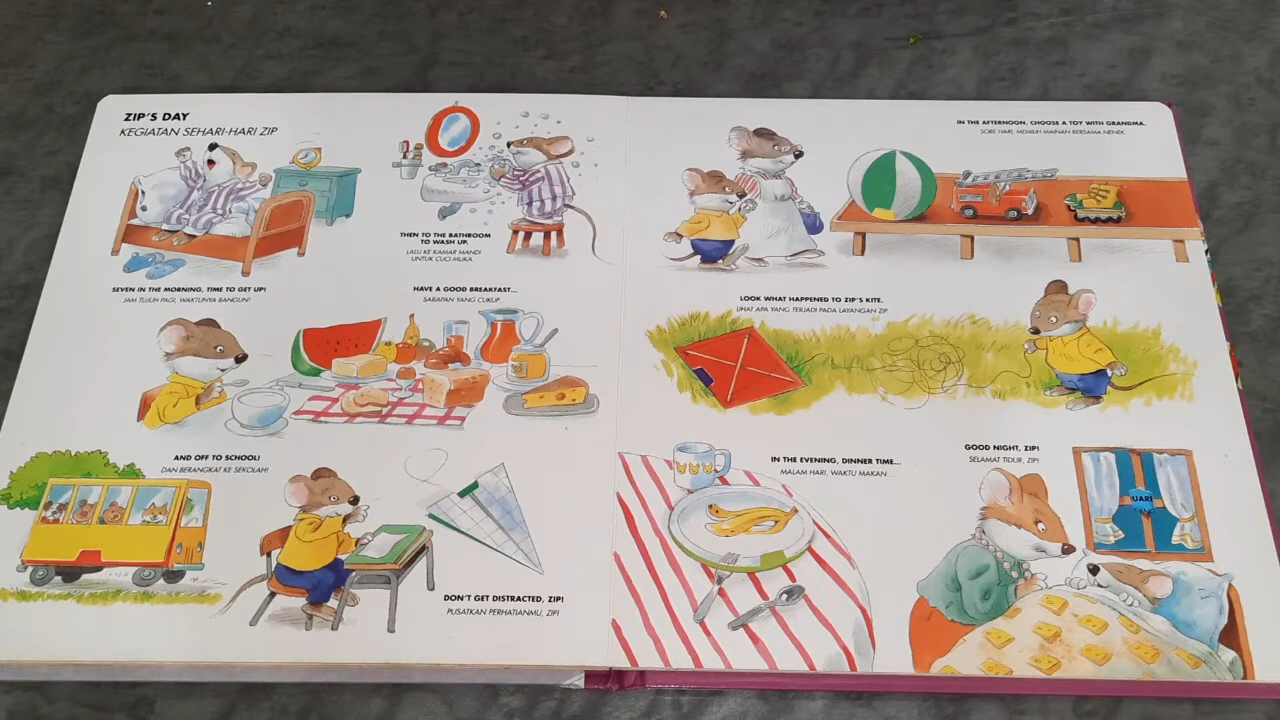 ZIP'S DAY
KEGIATAN SEHARI-HARI ZIP
SEVEN IN THE MORNING, TIME TO GET UP!
JAM TUJUH PAGI, WAKTUNYA BANGUN!
THEN TO THE BATHROOM
TO WASH UP.
LALU KE KAMAR MANDI
UNTUK CUCI MUKA.
HAVE A GOOD BREAKFAST...
SARAPAN YANG CUKUP...
AND OFF TO SCHOOL!
DAN BERANGKAT KE SEKOLAH!
DON'T GET DISTRACTED, ZIP!
PUSATKAN PERHATIANMU, ZIP!
IN THE AFTERNOON, CHOOSE A TOY WITH GRANDMA.
SORE HARI, MEMILIH MAINAN BERSAMA NENEK.
LOOK WHAT HAPPENED TO ZIP'S KITE.
LIHAT APA YANG TERJADI PADA LAYANGAN ZIP.
IN THE EVENING, DINNER TIME...
MALAM HARI, WAKTU MAKAN...
GOOD NIGHT, ZIP!
SELAMAT TIDUR, ZIP!